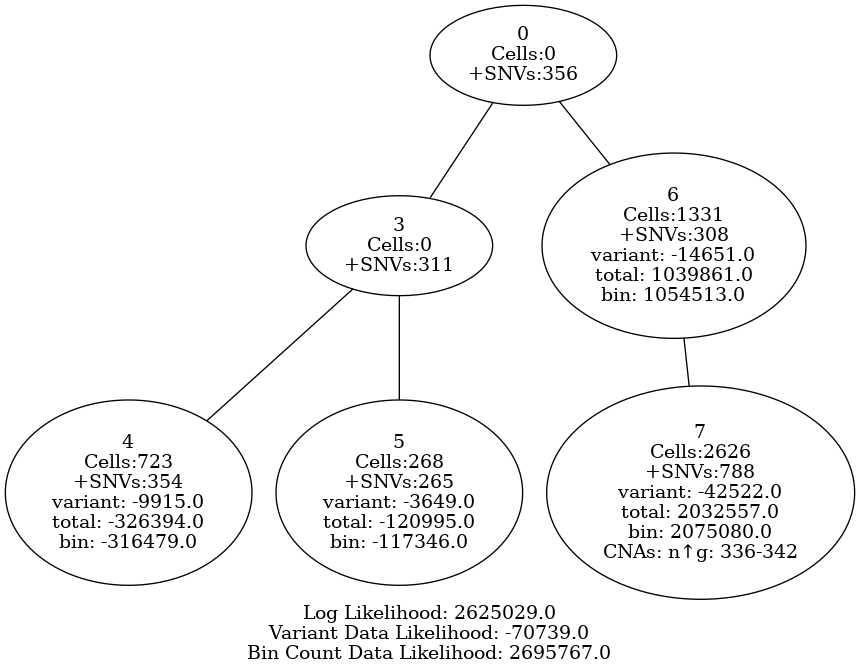 0
Cells:0
+SNVs:356
3
Cells:0
+SNVs:311
6
Cells:1331
+SNVs:308
variant: -14651.0
total: 1039861.0
bin: 1054513.0
4
Cells:723
+SNVs:354
variant: -9915.0
total: -326394.0
bin: -316479.0
5
Cells:268
+SNVs:265
variant: -3649.0
total: -120995.0
bin: -117346.0
7
Cells:2626
+SNVs:788
variant: -42522.0
total: 2032557.0
bin: 2075080.0
CNAs: n↑g: 336-342
Log Likelihood: 2625029.0
Variant Data Likelihood: -70739.0
Bin Count Data Likelihood: 2695767.0